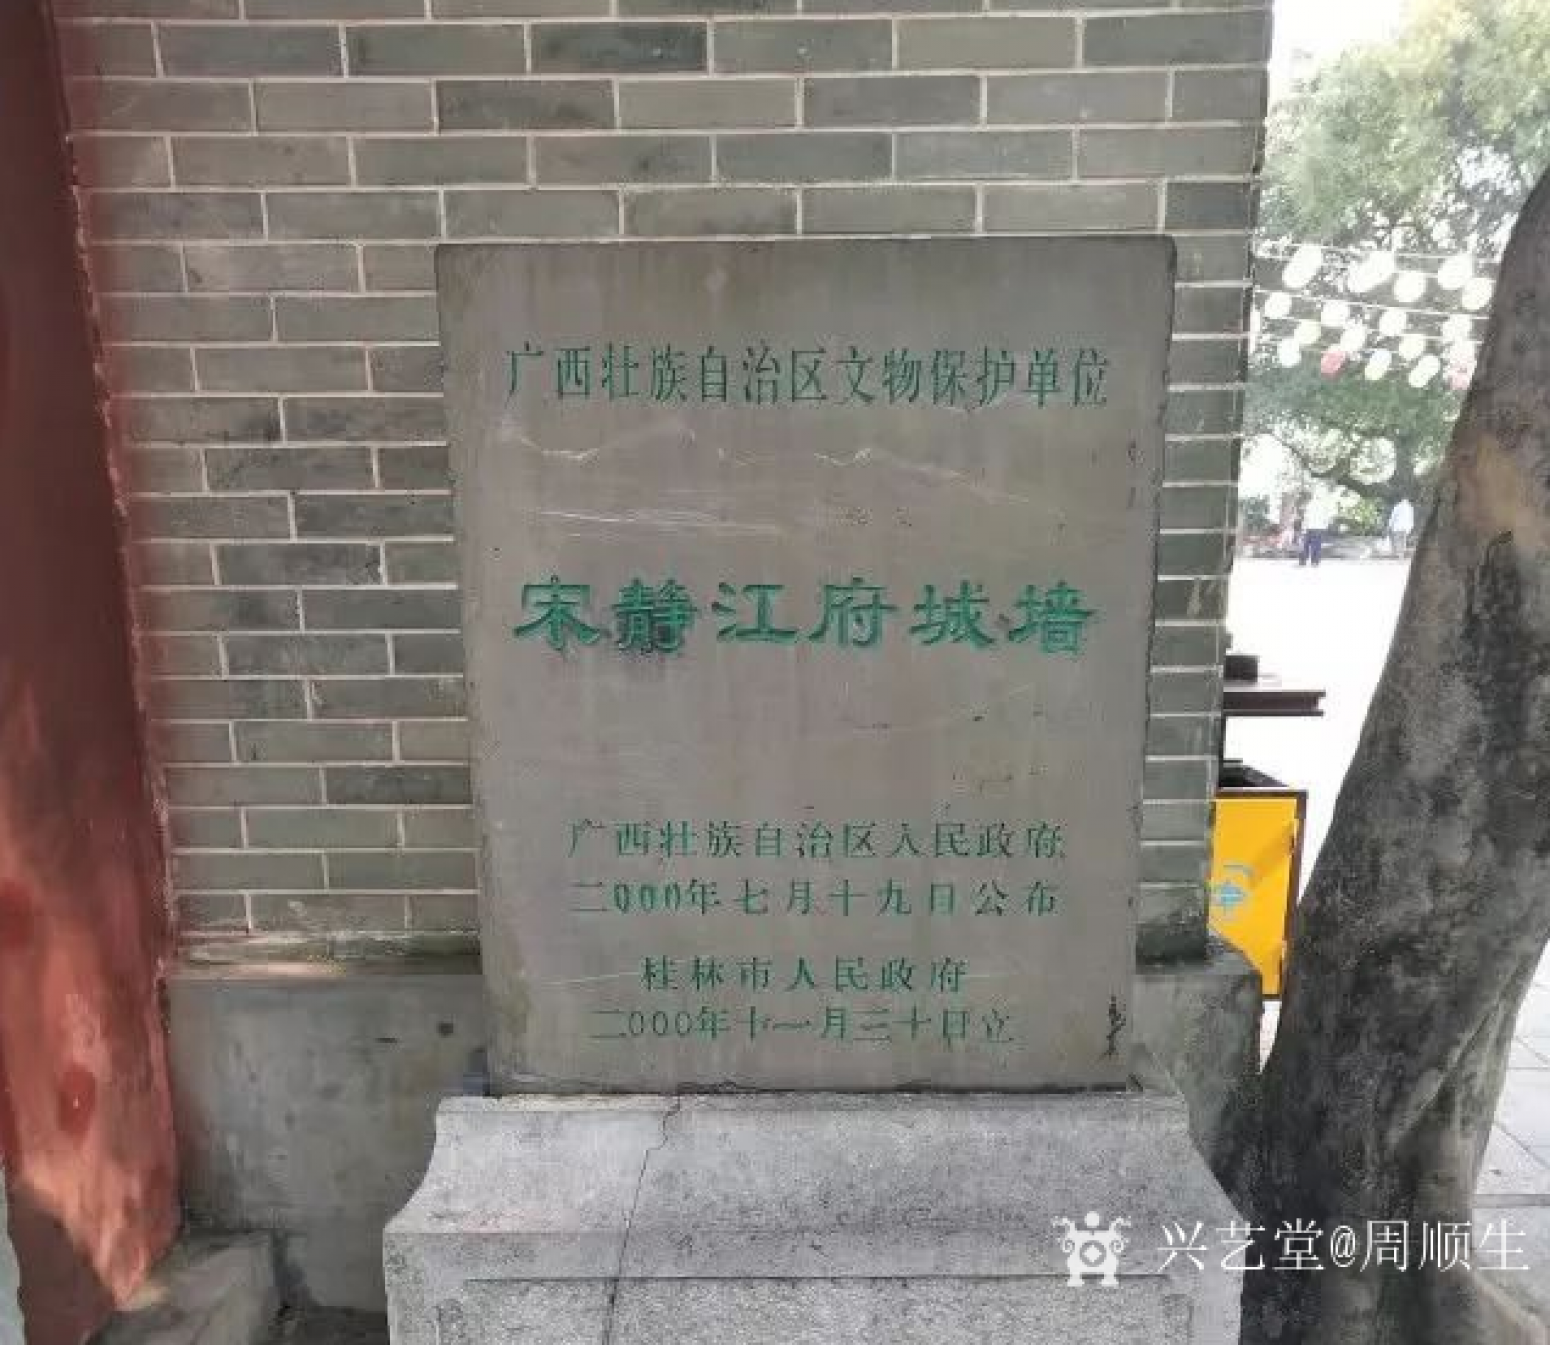 广西壮族自治区文物保护单位
宋静江府城墙
广西壮族自治区人民政府
二000年七月十九日公布
桂林市人民政府
二000年十一月三十日立
兴艺堂@周顺生